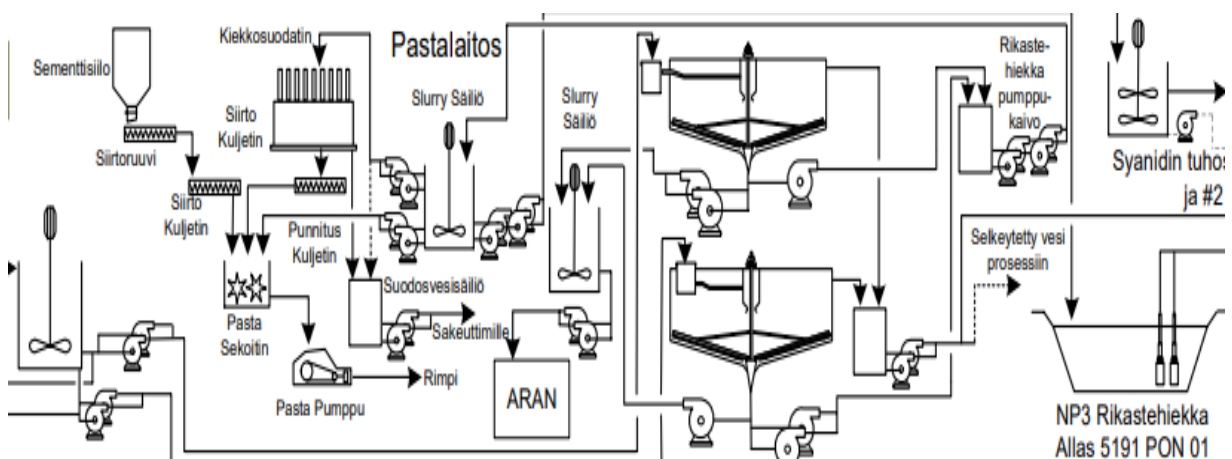 Kiekkosuodatin
Pastalaitos
Rikaste-
hiekka
pumppu-
kaivo
Sementtisiilo
Slurry Säiliö
Slurry
Säiliö
Siirto
Kuljetin
Siirtoruuvi
Syanidin
ja #2
Siirto
Kuljetin
Punnitus
Kuljetin
Selkeytetty vesi
prosessiin
Suodosvesisäiliö
Sakeuttimille
Pasta
Sekoitin
Rimpi
Pasta Pumppu
ARAN
NP3 Rikastehiekka
Allas 5191 PON 01